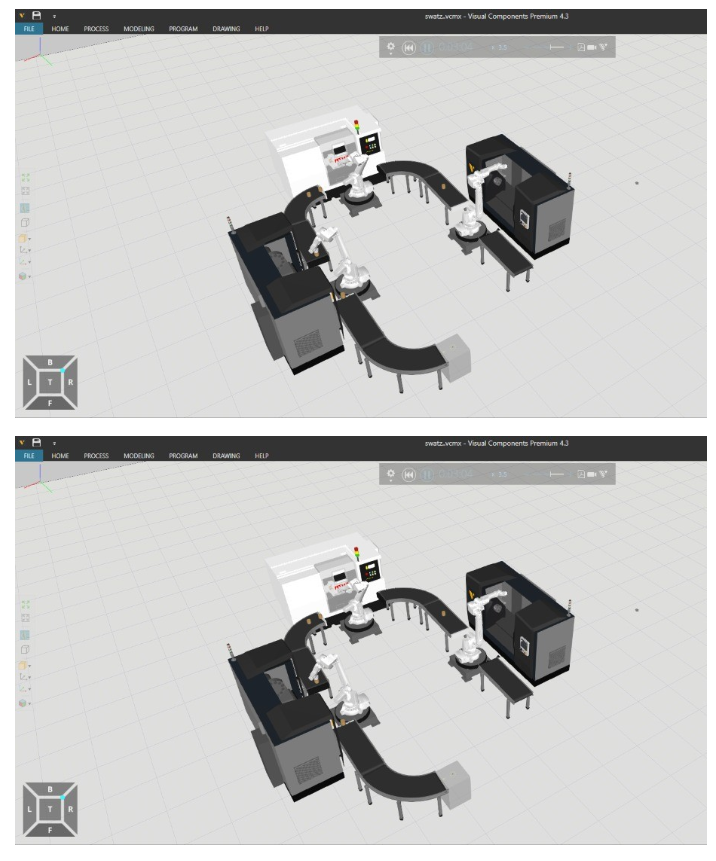 swatz.vcmx - Visual Components Premium 4.3
FILE HOME PROCESS MODELING PROGRAM DRAWING HELP
B
L T R
F
swatz.vcmx - Visual Components Premium 4.3
FILE HOME PROCESS MODELING PROGRAM DRAWING HELP
B
L T R
F